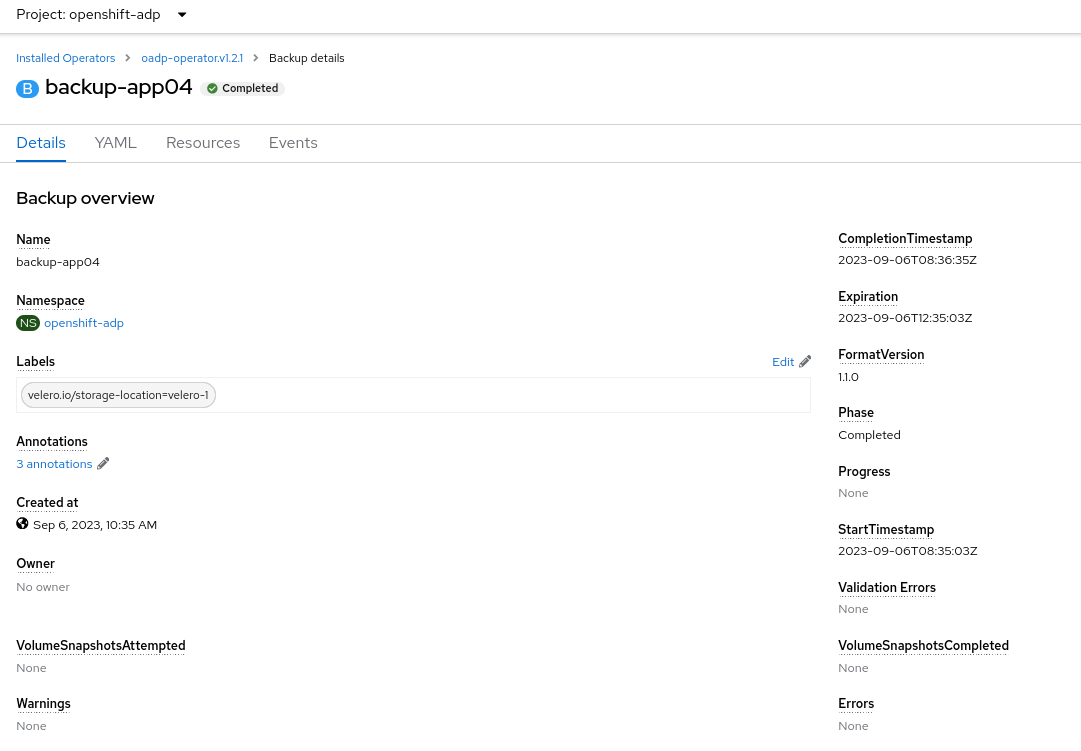 Project: openshift-adp
Installed Operators > oadp-operator.v1.2.1 > Backup details
B backup-app04 Completed
Details YAML Resources Events
Backup overview
Name
backup-app04
Namespace
NS openshift-adp
Labels Edit
velero.io/storage-location=velero-1
Annotations
3 annotations
Created at
Sep 6, 2023, 10:35 AM
Owner
No owner
VolumeSnapshotsAttempted
None
Warnings
None
CompletionTimestamp
2023-09-06T08:36:35Z
Expiration
2023-09-06T12:35:03Z
FormatVersion
1.1.0
Phase
Completed
Progress
None
StartTimestamp
2023-09-06T08:35:03Z
Validation Errors
None
VolumeSnapshotsCompleted
None
Errors
None